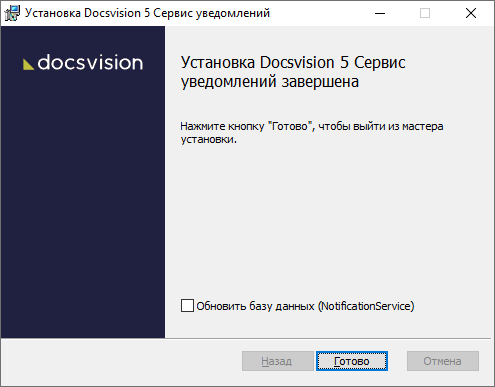 Установка Docsvision 5 Сервис уведомлений
docsvision
Установка Docsvision 5 Сервис
уведомлений завершена
Нажмите кнопку "Готово", чтобы выйти из мастера
установки.
Обновить базу данных (NotificationService)
Назад
Готово
Отмена